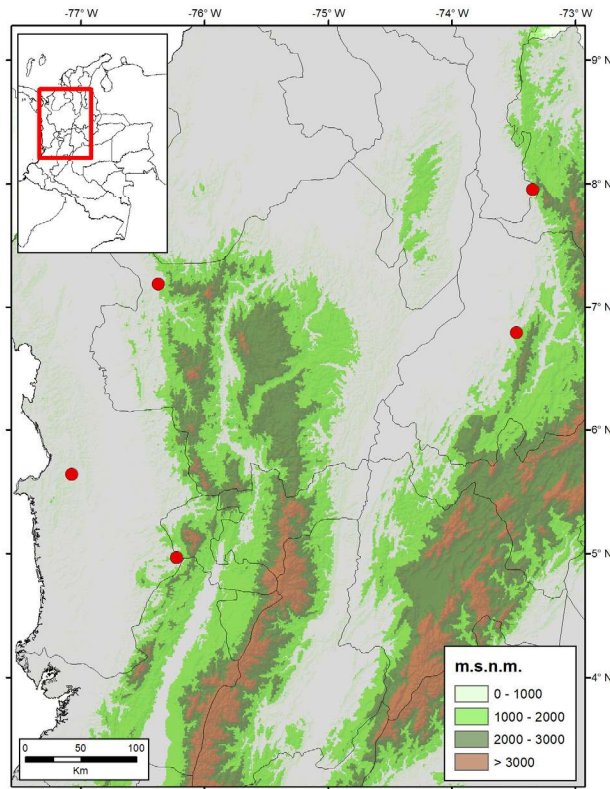 -77° W
-76° W
-75° W
-74° W
-73° W
9° N
8° N
7° N
6° N
5° N
4° N
m.s.n.m.
0 - 1000
1000 - 2000
2000 - 3000
> 3000
0 50 100
Km